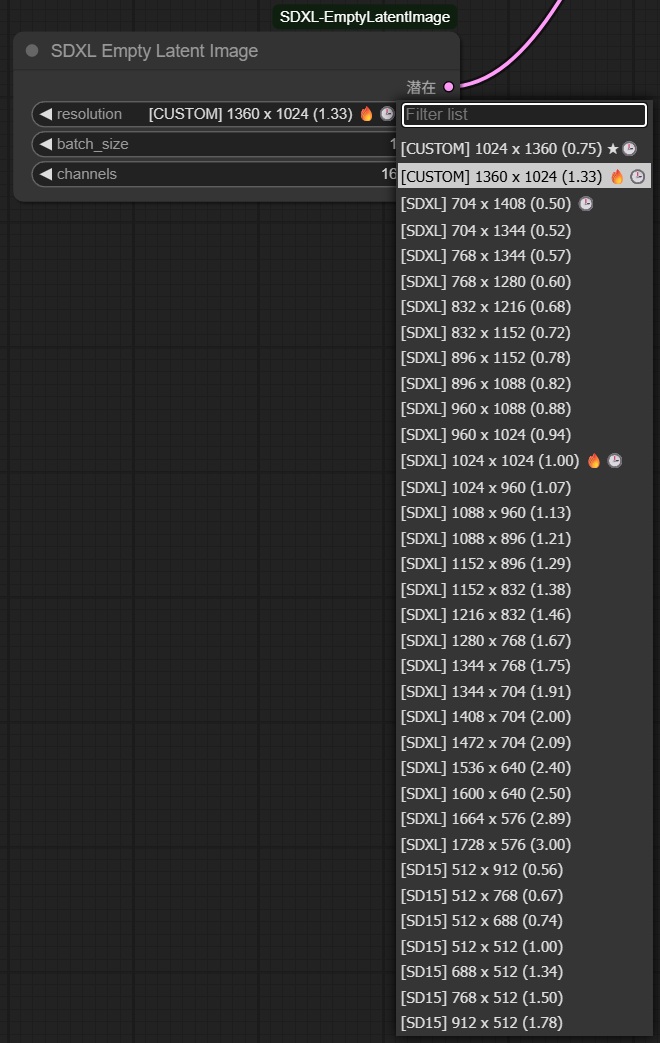 SDXL-EmptyLatentImage
SDXL Empty Latent Image
潜在
resolution [CUSTOM] 1360 x 1024 (1.33) 🔥 🕒
batch_size 1
channels 16
Filter list
[CUSTOM] 1024 x 1360 (0.75) ★🕒
[CUSTOM] 1360 x 1024 (1.33) 🔥 🕒
[SDXL] 704 x 1408 (0.50) 🕒
[SDXL] 704 x 1344 (0.52)
[SDXL] 768 x 1344 (0.57)
[SDXL] 768 x 1280 (0.60)
[SDXL] 832 x 1216 (0.68)
[SDXL] 832 x 1152 (0.72)
[SDXL] 896 x 1152 (0.78)
[SDXL] 896 x 1088 (0.82)
[SDXL] 960 x 1088 (0.88)
[SDXL] 960 x 1024 (0.94)
[SDXL] 1024 x 1024 (1.00) 🔥 🕒
[SDXL] 1024 x 960 (1.07)
[SDXL] 1088 x 960 (1.13)
[SDXL] 1088 x 896 (1.21)
[SDXL] 1152 x 896 (1.29)
[SDXL] 1152 x 832 (1.38)
[SDXL] 1216 x 832 (1.46)
[SDXL] 1280 x 768 (1.67)
[SDXL] 1344 x 768 (1.75)
[SDXL] 1344 x 704 (1.91)
[SDXL] 1408 x 704 (2.00)
[SDXL] 1472 x 704 (2.09)
[SDXL] 1536 x 640 (2.40)
[SDXL] 1600 x 640 (2.50)
[SDXL] 1664 x 576 (2.89)
[SDXL] 1728 x 576 (3.00)
[SD15] 512 x 912 (0.56)
[SD15] 512 x 768 (0.67)
[SD15] 512 x 688 (0.74)
[SD15] 512 x 512 (1.00)
[SD15] 688 x 512 (1.34)
[SD15] 768 x 512 (1.50)
[SD15] 912 x 512 (1.78)